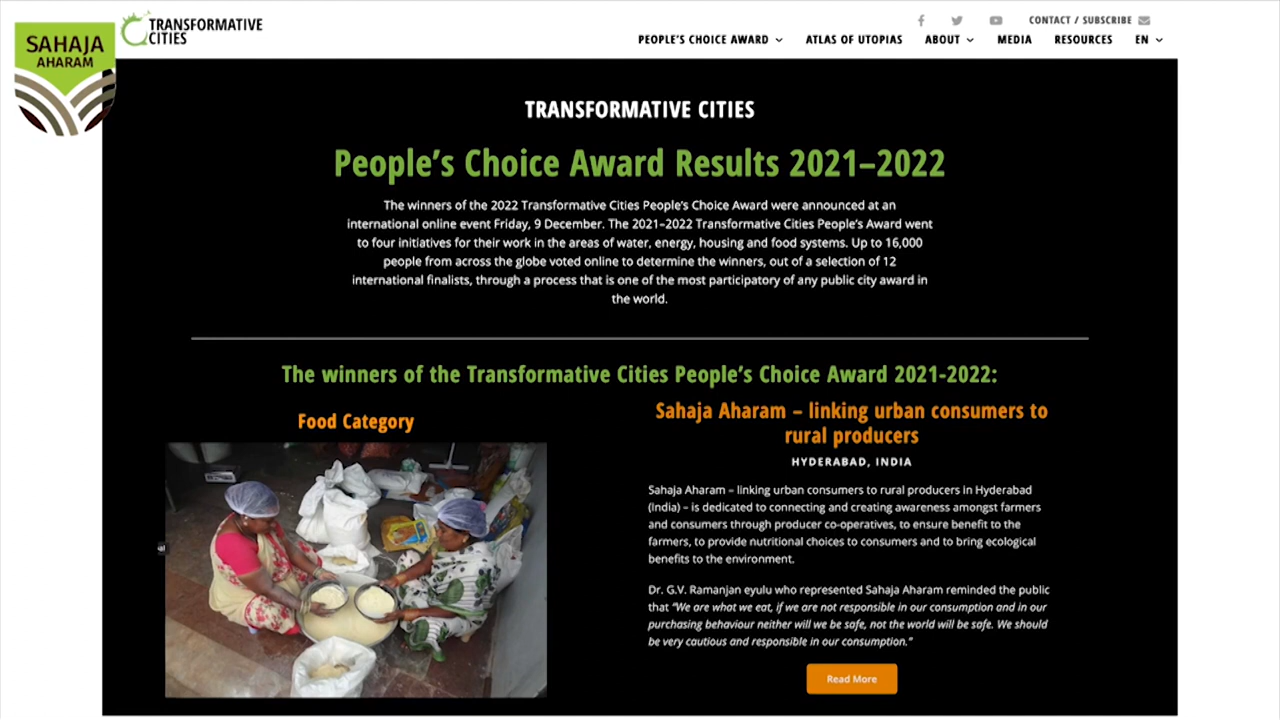 SAHAJA
AHARAM
TRANSFORMATIVE
CITIES
CONTACT / SUBSCRIBE
PEOPLE'S CHOICE AWARD
ATLAS OF UTOPIAS
ABOUT
MEDIA
RESOURCES
EN
TRANSFORMATIVE CITIES
People's Choice Award Results 2021–2022
The winners of the 2022 Transformative Cities People's Choice Award were announced at an
international online event Friday, 9 December. The 2021–2022 Transformative Cities People's Award went
to four initiatives for their work in the areas of water, energy, housing and food systems. Up to 16,000
people from across the globe voted online to determine the winners, out of a selection of 12
international finalists, through a process that is one of the most participatory of any public city award in
the world.
The winners of the Transformative Cities People's Choice Award 2021-2022:
Food Category
Sahaja Aharam – linking urban consumers to
rural producers
HYDERABAD, INDIA
Sahaja Aharam – linking urban consumers to rural producers in Hyderabad
(India) – is dedicated to connecting and creating awareness amongst farmers
and consumers through producer co-operatives, to ensure benefit to the
farmers, to provide nutritional choices to consumers and to bring ecological
benefits to the environment.
Dr. G.V. Ramanjan eyulu who represented Sahaja Aharam reminded the public
that “We are what we eat, if we are not responsible in our consumption and in our
purchasing behaviour neither will we be safe, not the world will be safe. We should
be very cautious and responsible in our consumption.”
Read More